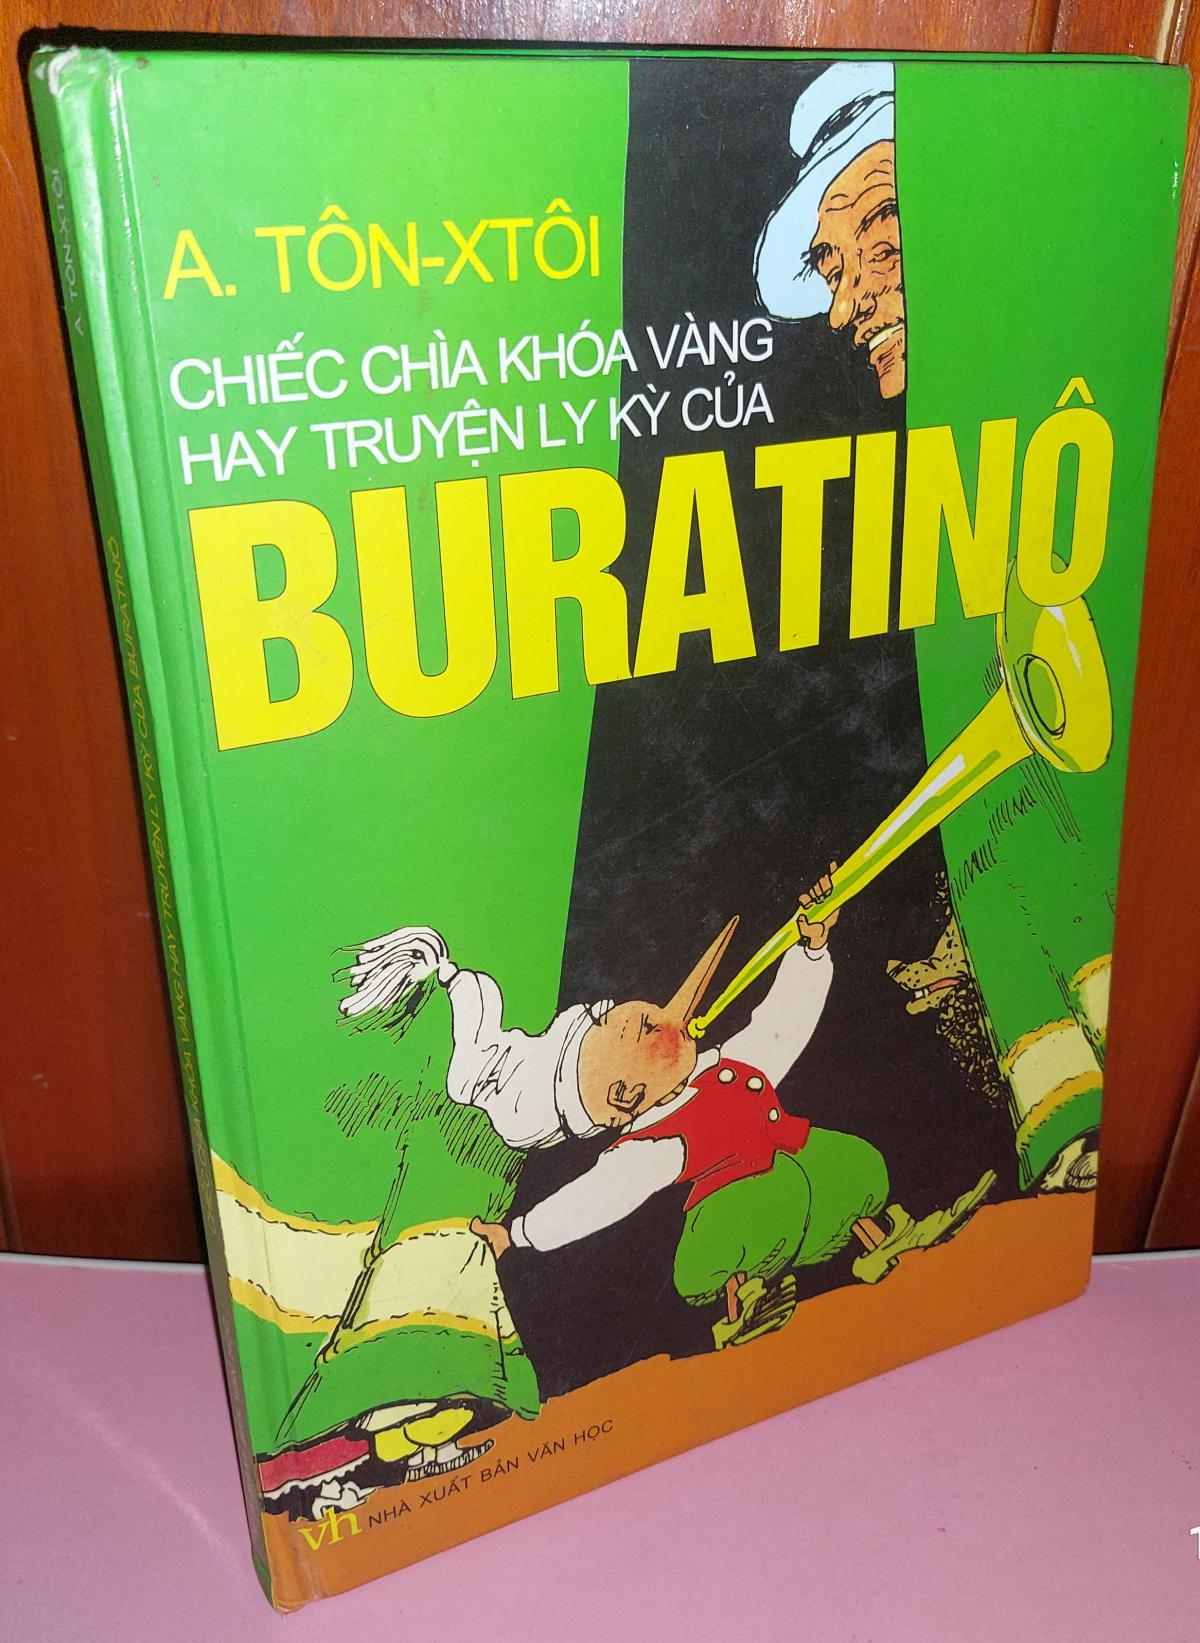 A. TÔN-XTÔI
CHIẾC CHÌA KHÓA VÀNG
HAY TRUYỆN LY KỲ CỦA
BURATINÔ
vh NHÀ XUẤT BẢN VĂN HỌC
A. TÔN-XTÔI
CHIẾC CHÌA KHÓA VÀNG HAY TRUYỆN LY KỲ CỦA BURATINÔ